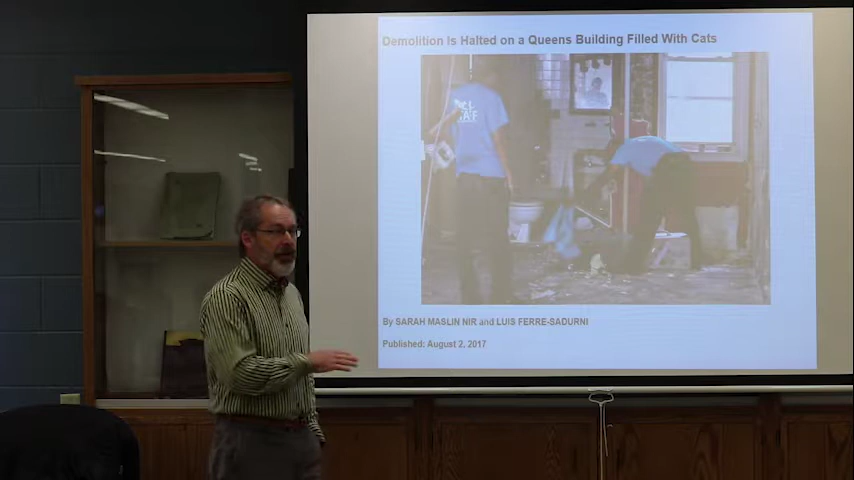 Demolition Is Halted on a Queens Building Filled With Cats
By SARAH MASLIN NIR and LUIS FERRE-SADURNI
Published: August 2, 2017